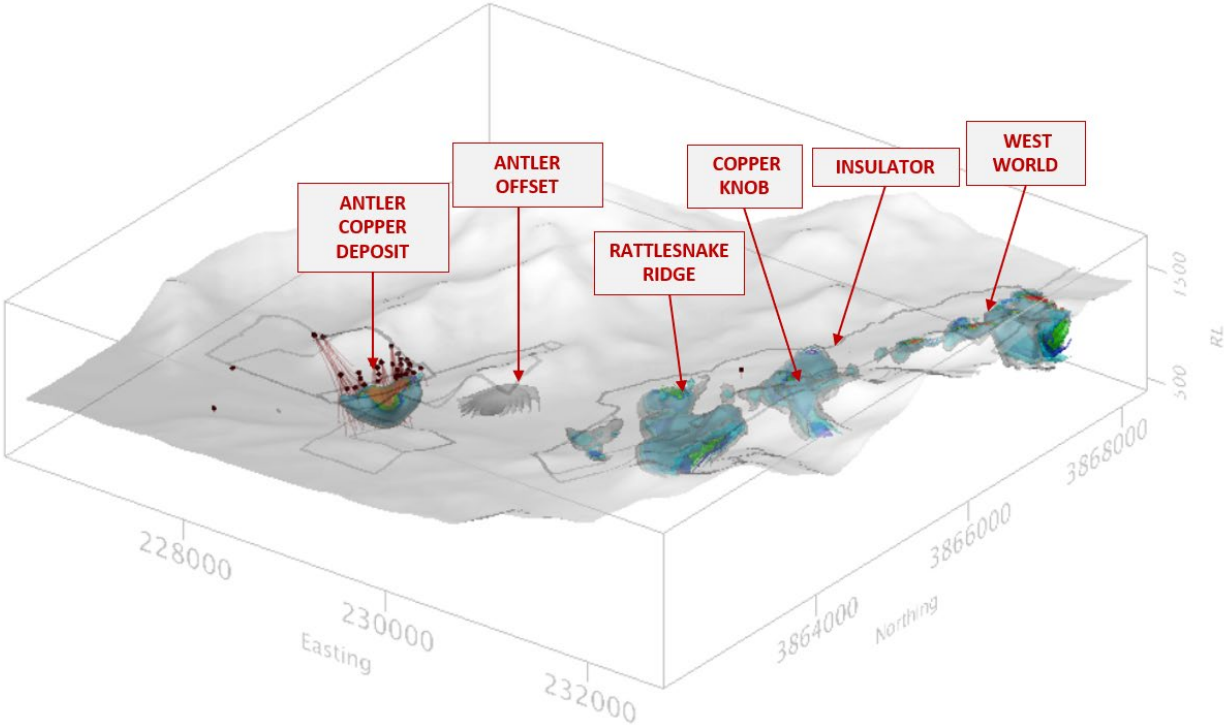 ANTLER
OFFSET
ANTLER
COPPER
DEPOSIT
RATTLESNAKE
RIDGE
COPPER
KNOB
INSULATOR
WEST
WORLD
1500
RL
500
3868000
3866000
Northing
3864000
228000
230000
Easting
232000